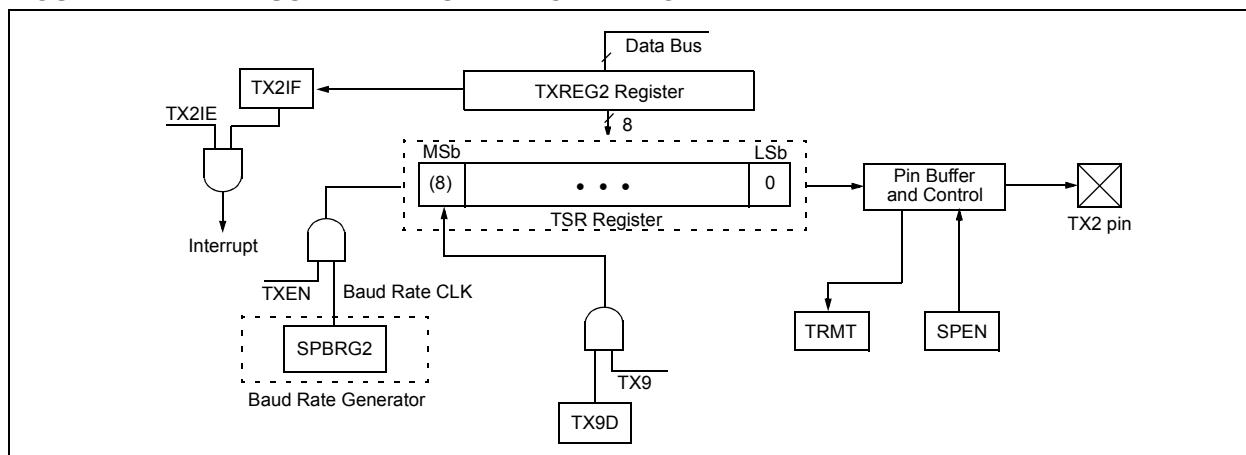 Data Bus
TX2IF
TXREG2 Register
TX2IE
8
MSb
LSb
(8)
• • •
0
TSR Register
Pin Buffer
and Control
TX2 pin
Interrupt
TXEN
Baud Rate CLK
TRMT
SPEN
SPBRG2
TX9
Baud Rate Generator
TX9D